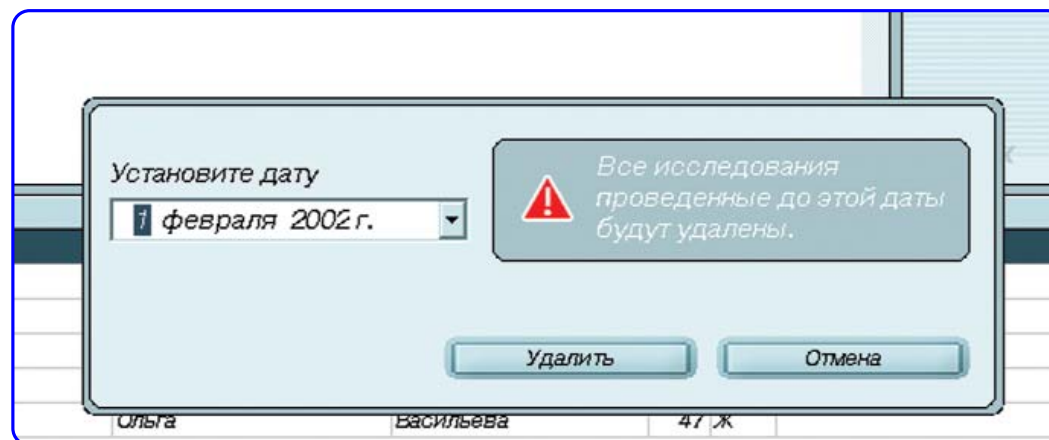 Установите дату
1 февраля 2002 г.
Все исследования
проведенные до этой даты
будут удалены.
Удалить
Отмена
Ольга Васильева 47 Ж